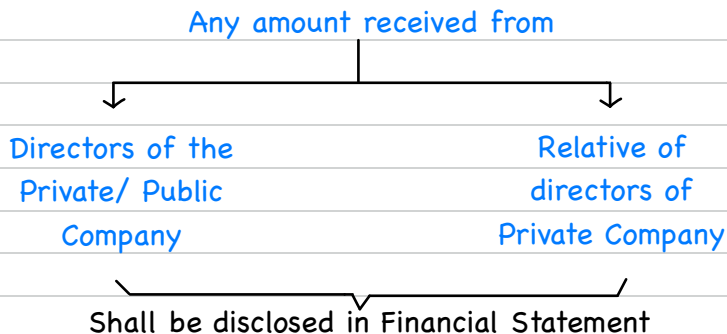 Any amount received from
Directors of the
Private/ Public
Company
Relative of
directors of
Private Company
Shall be disclosed in Financial Statement